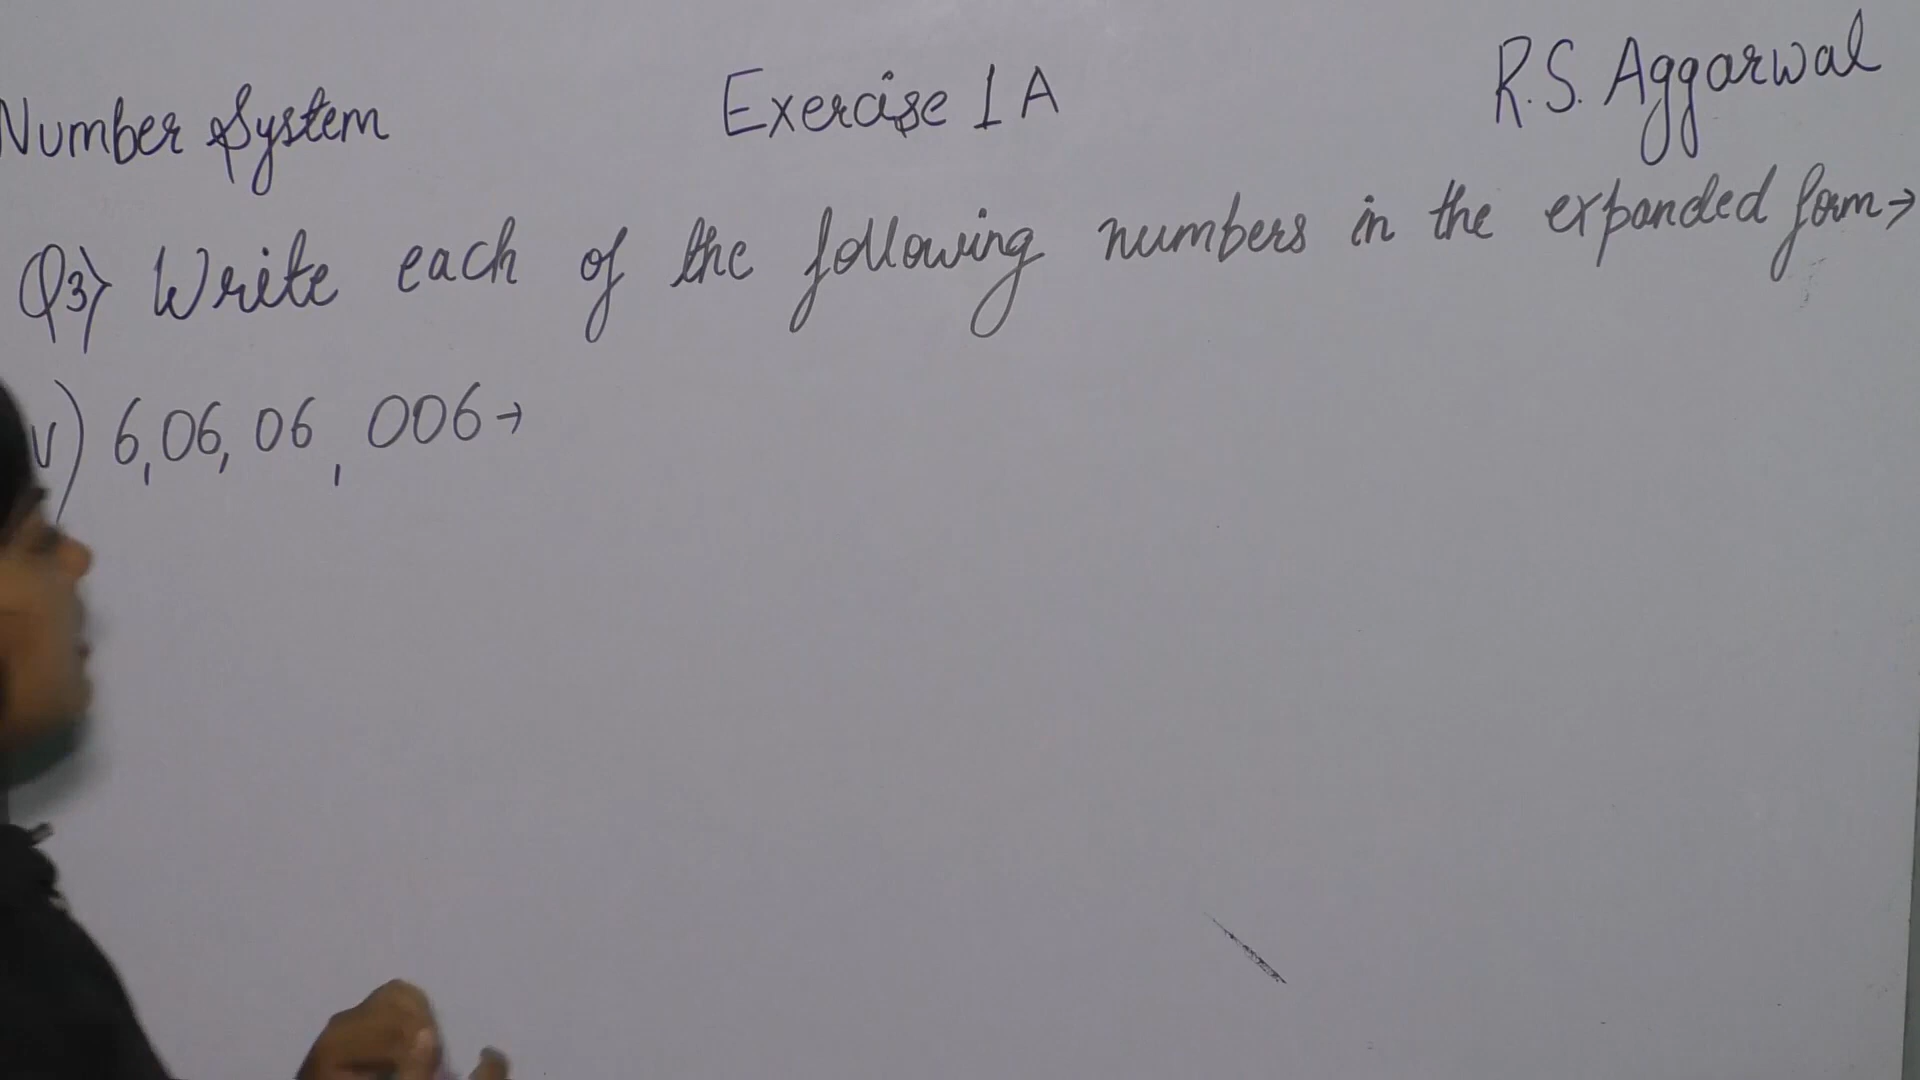 Number System Exercise 1A R.S. Aggarwal
Q3) Write each of the following numbers in the expanded form→
v) 6,06,06,006→